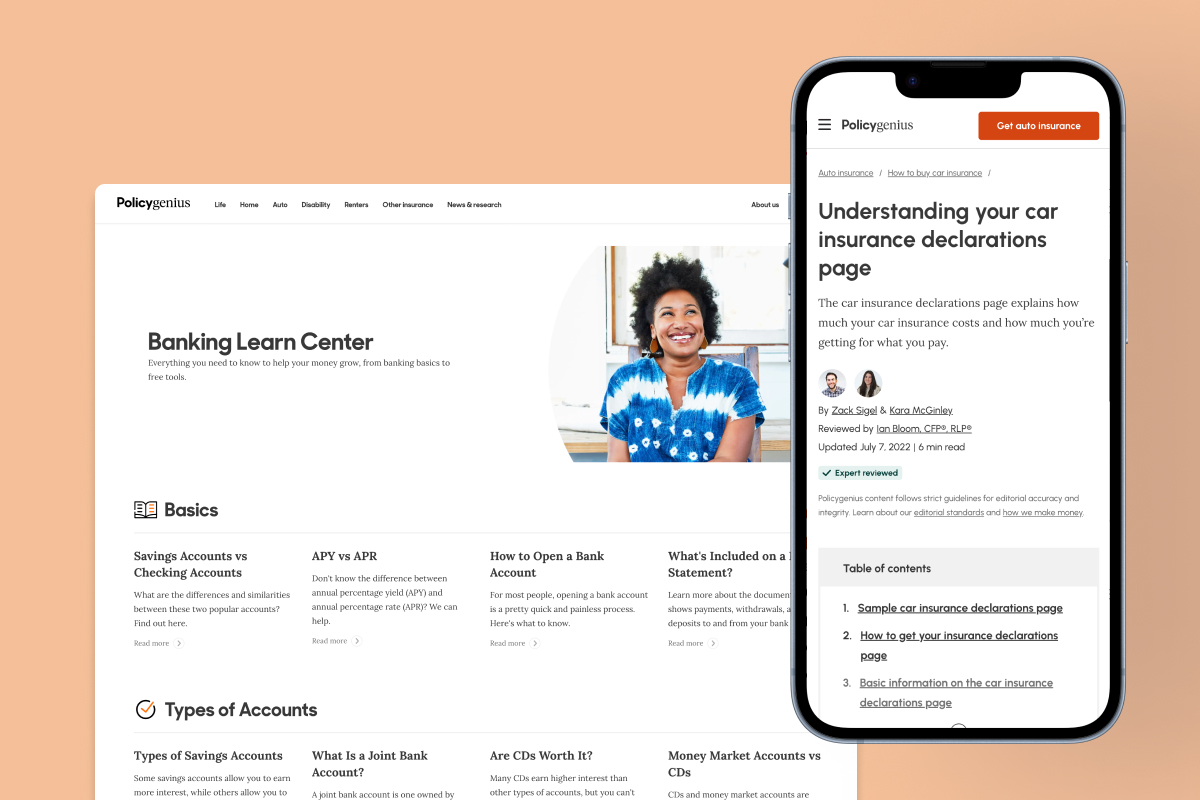 Policygenius
Life Home Auto Disability Renters Other insurance News & research About us
Banking Learn Center
Everything you need to know to help your money grow, from banking basics to
free tools.
Basics
Savings Accounts vs
Checking Accounts
What are the differences and similarities
between these two popular accounts?
Find out here.
Read more
APY vs APR
Don't know the difference between
annual percentage yield (APY) and
annual percentage rate (APR)? We can
help.
Read more
How to Open a Bank
Account
For most people, opening a bank account
is a pretty quick and painless process.
Here's what to know.
Read more
What's Included on a
Statement?
Learn more about the document
shows payments, withdrawals,
deposits to and from your bank
Read more
Types of Accounts
Types of Savings Accounts
Some savings accounts allow you to earn
more interest, while others allow you to
What Is a Joint Bank
Account?
A joint bank account is one owned by
Are CDs Worth It?
Many CDs earn higher interest than
other types of accounts, but you can't
Money Market Accounts vs
CDs
CDs and money market accounts are
Policygenius
Get auto insurance
Auto insurance / How to buy car insurance /
Understanding your car
insurance declarations
page
The car insurance declarations page explains how
much your car insurance costs and how much you're
getting for what you pay.
By Zack Sigel & Kara McGinley
Reviewed by Ian Bloom, CFP®, RLP®
Updated July 7, 2022 | 6 min read
Expert reviewed
Policygenius content follows strict guidelines for editorial accuracy and
integrity. Learn about our editorial standards and how we make money.
Table of contents
1. Sample car insurance declarations page
2. How to get your insurance declarations
page
3. Basic information on the car insurance
declarations page